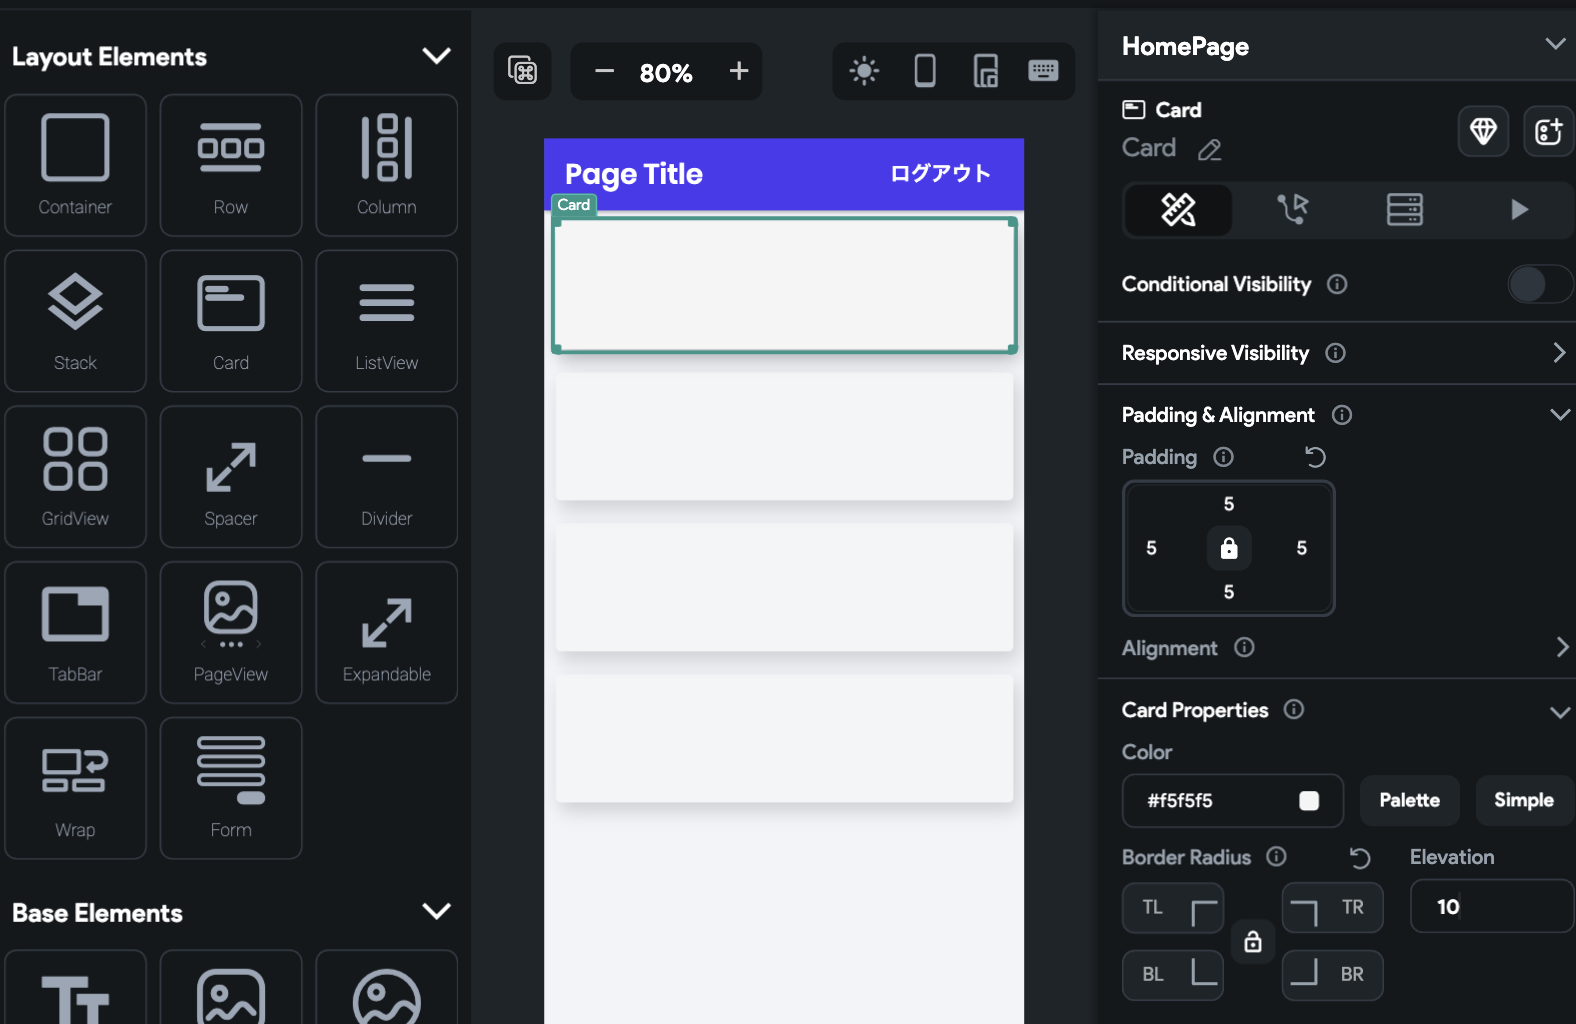 Layout Elements
Container
Row
Column
Stack
Card
ListView
GridView
Spacer
Divider
TabBar
PageView
Expandable
Wrap
Form
Base Elements
80%
Page Title
ログアウト
Card
HomePage
Card
Card
Conditional Visibility
Responsive Visibility
Padding & Alignment
Padding
5
5
5
5
Alignment
Card Properties
Color
#f5f5f5
Palette
Simple
Border Radius
Elevation
TL
TR
10
BL
BR